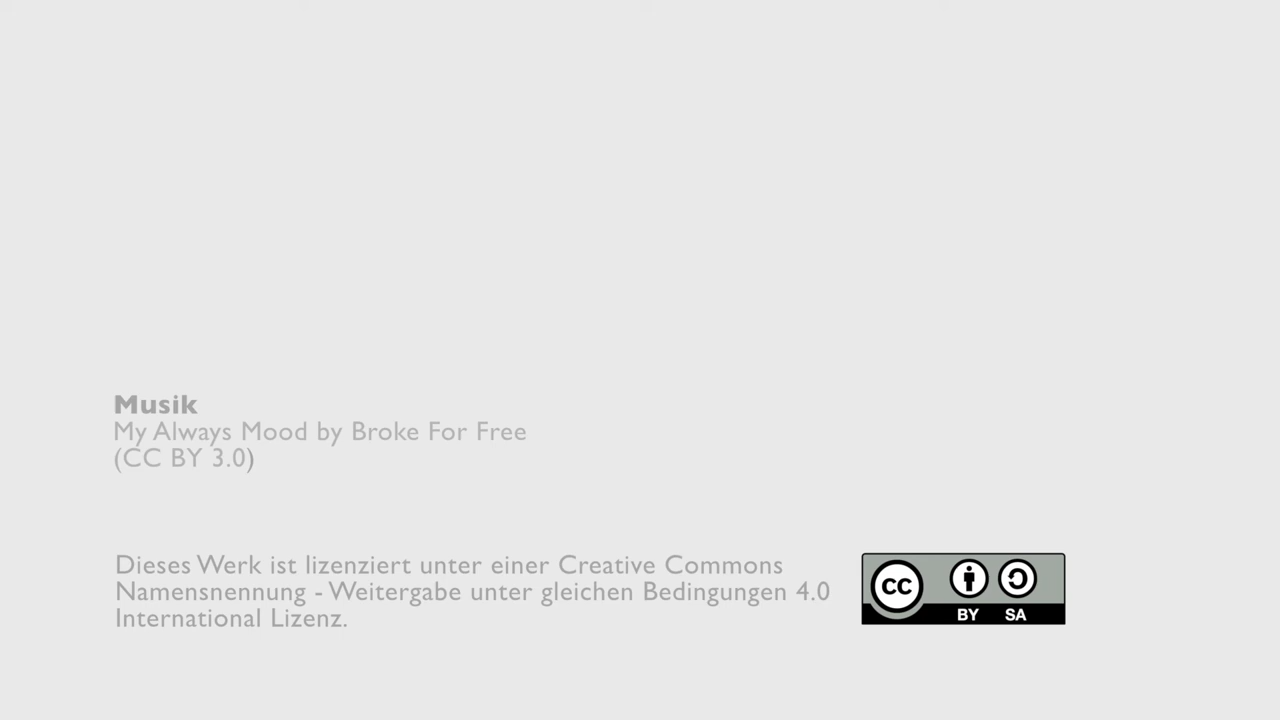 Musik
My Always Mood by Broke For Free
(CC BY 3.0)
Dieses Werk ist lizenziert unter einer Creative Commons
Namensnennung - Weitergabe unter gleichen Bedingungen 4.0
International Lizenz.
CC
BY SA